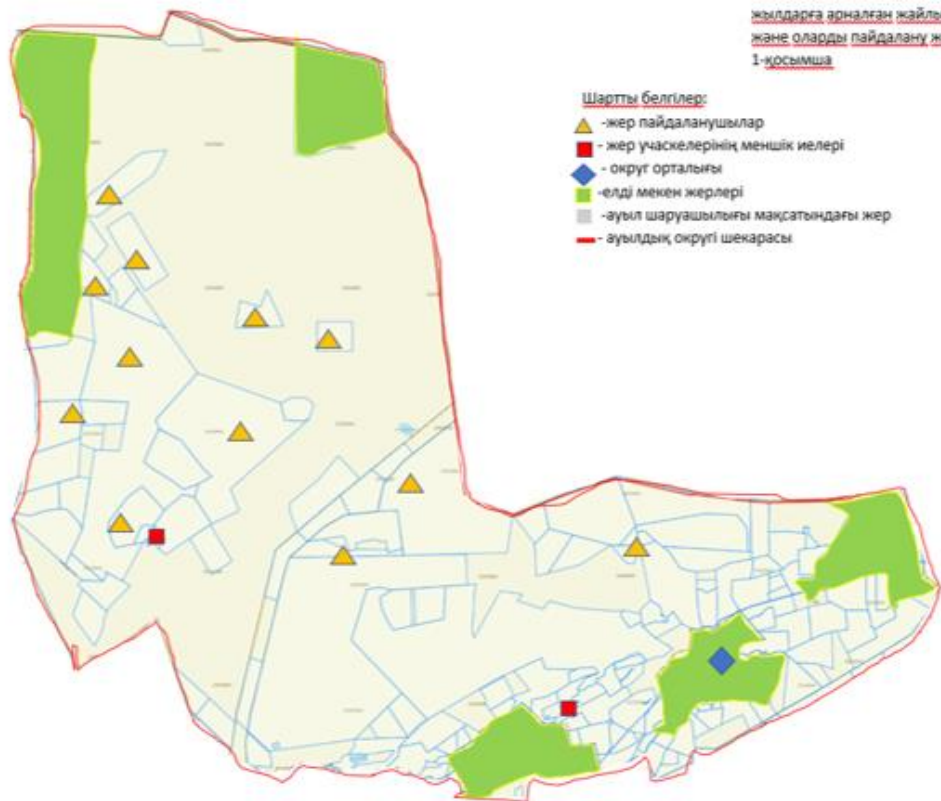 жылдарға арналған
және оларды пайдалану
1-қосымша
Шартты белгілер:
-жер пайдаланушылар
- жер учаскелерінің меншік иелері
- округ орталығы
-елді мекен жерлері
-ауыл шаруашылығы мақсатындағы жер
- ауылдық округі шекарасы